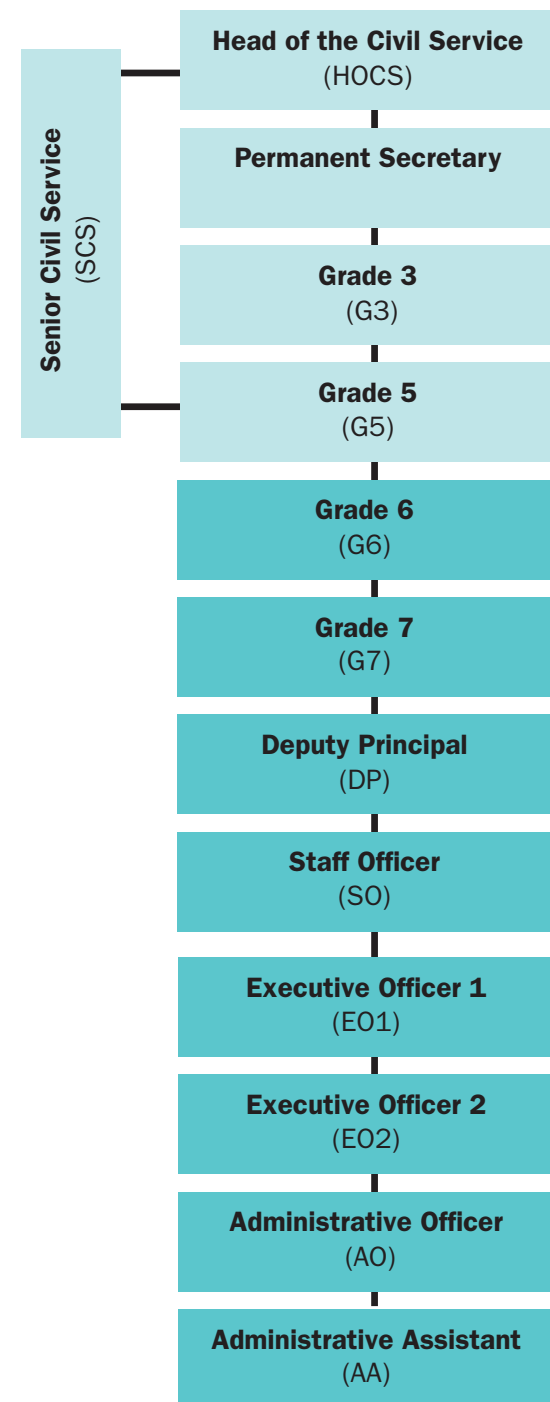 Senior Civil Service
(SCS)
Head of the Civil Service
(HOCS)
Permanent Secretary
Grade 3
(G3)
Grade 5
(G5)
Grade 6
(G6)
Grade 7
(G7)
Deputy Principal
(DP)
Staff Officer
(SO)
Executive Officer 1
(EO1)
Executive Officer 2
(EO2)
Administrative Officer
(AO)
Administrative Assistant
(AA)